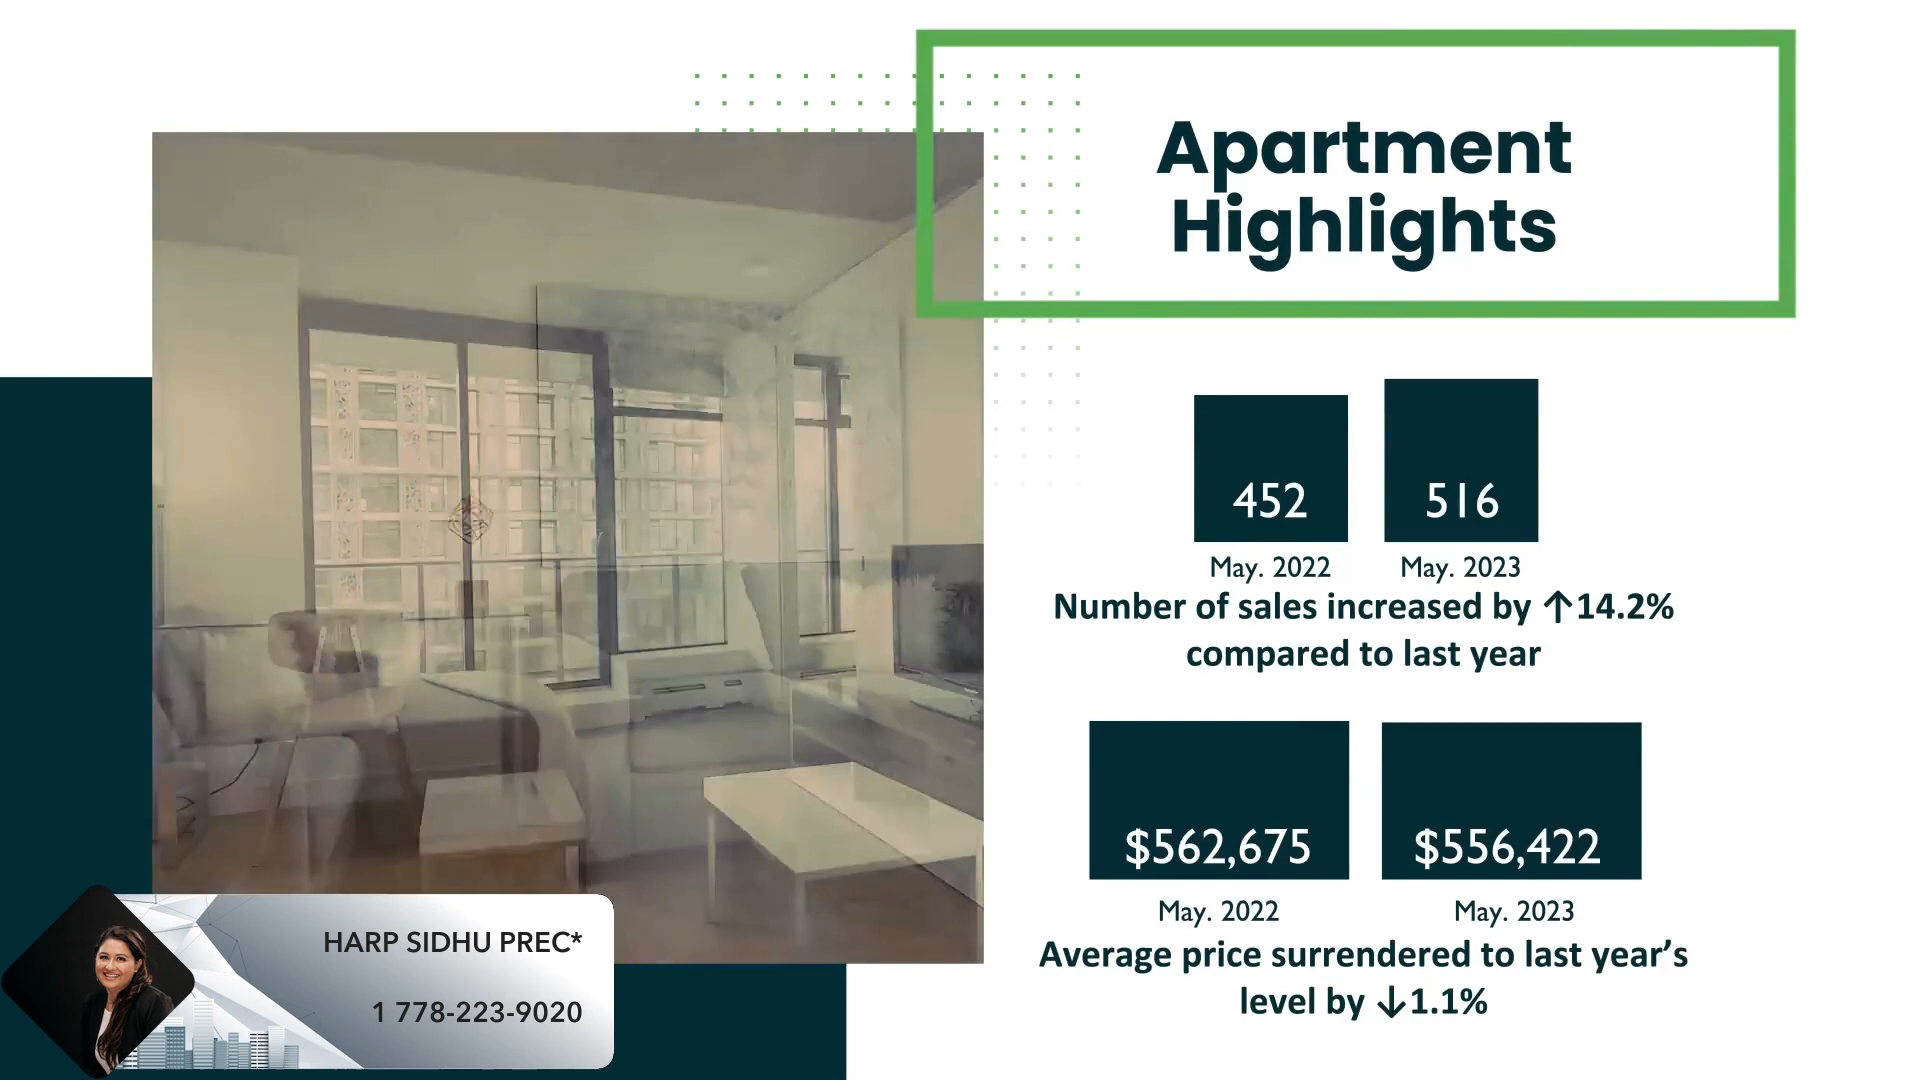 Apartment
Highlights
452
516
May. 2022
May. 2023
Number of sales increased by ↑14.2%
compared to last year
$562,675
$556,422
May. 2022
May. 2023
Average price surrendered to last year’s
level by ↓1.1%
HARP SIDHU PREC*
1 778-223-9020